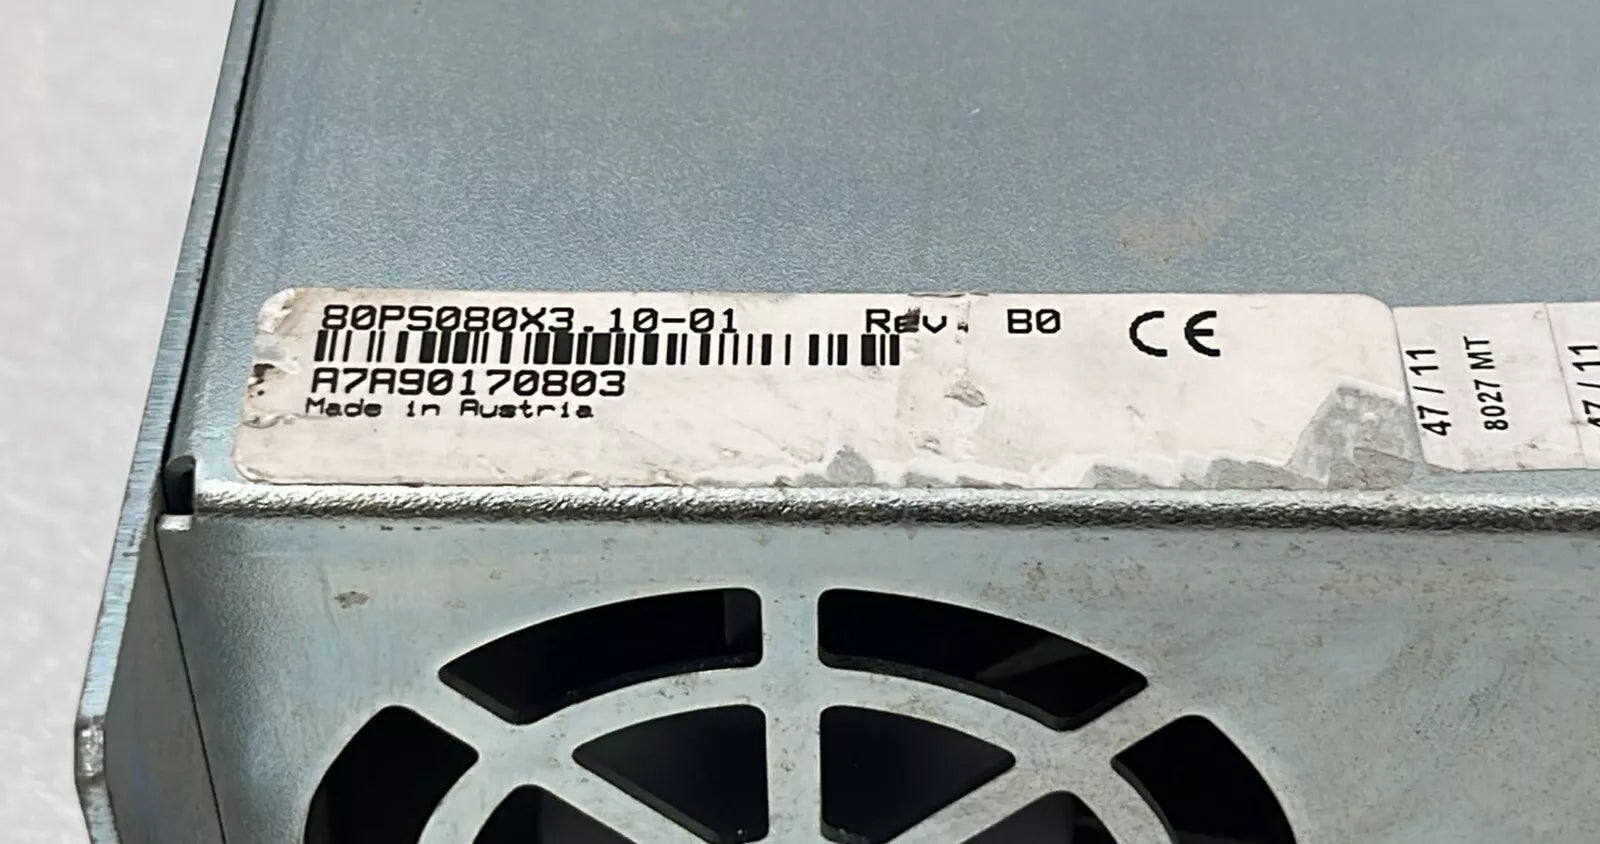 80PS080X3.10-01 Rev. B0 CE
A7A90170803
Made in Austria
47/11
8027 MT
47/11